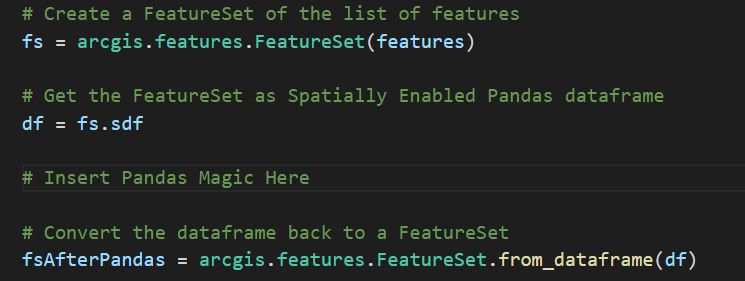 # Create a FeatureSet of the list of features
fs = arcgis.features.FeatureSet(features)
# Get the FeatureSet as Spatially Enabled Pandas dataframe
df = fs.sdf
# Insert Pandas Magic Here
# Convert the dataframe back to a FeatureSet
fsAfterPandas = arcgis.features.FeatureSet.from_dataframe(df)